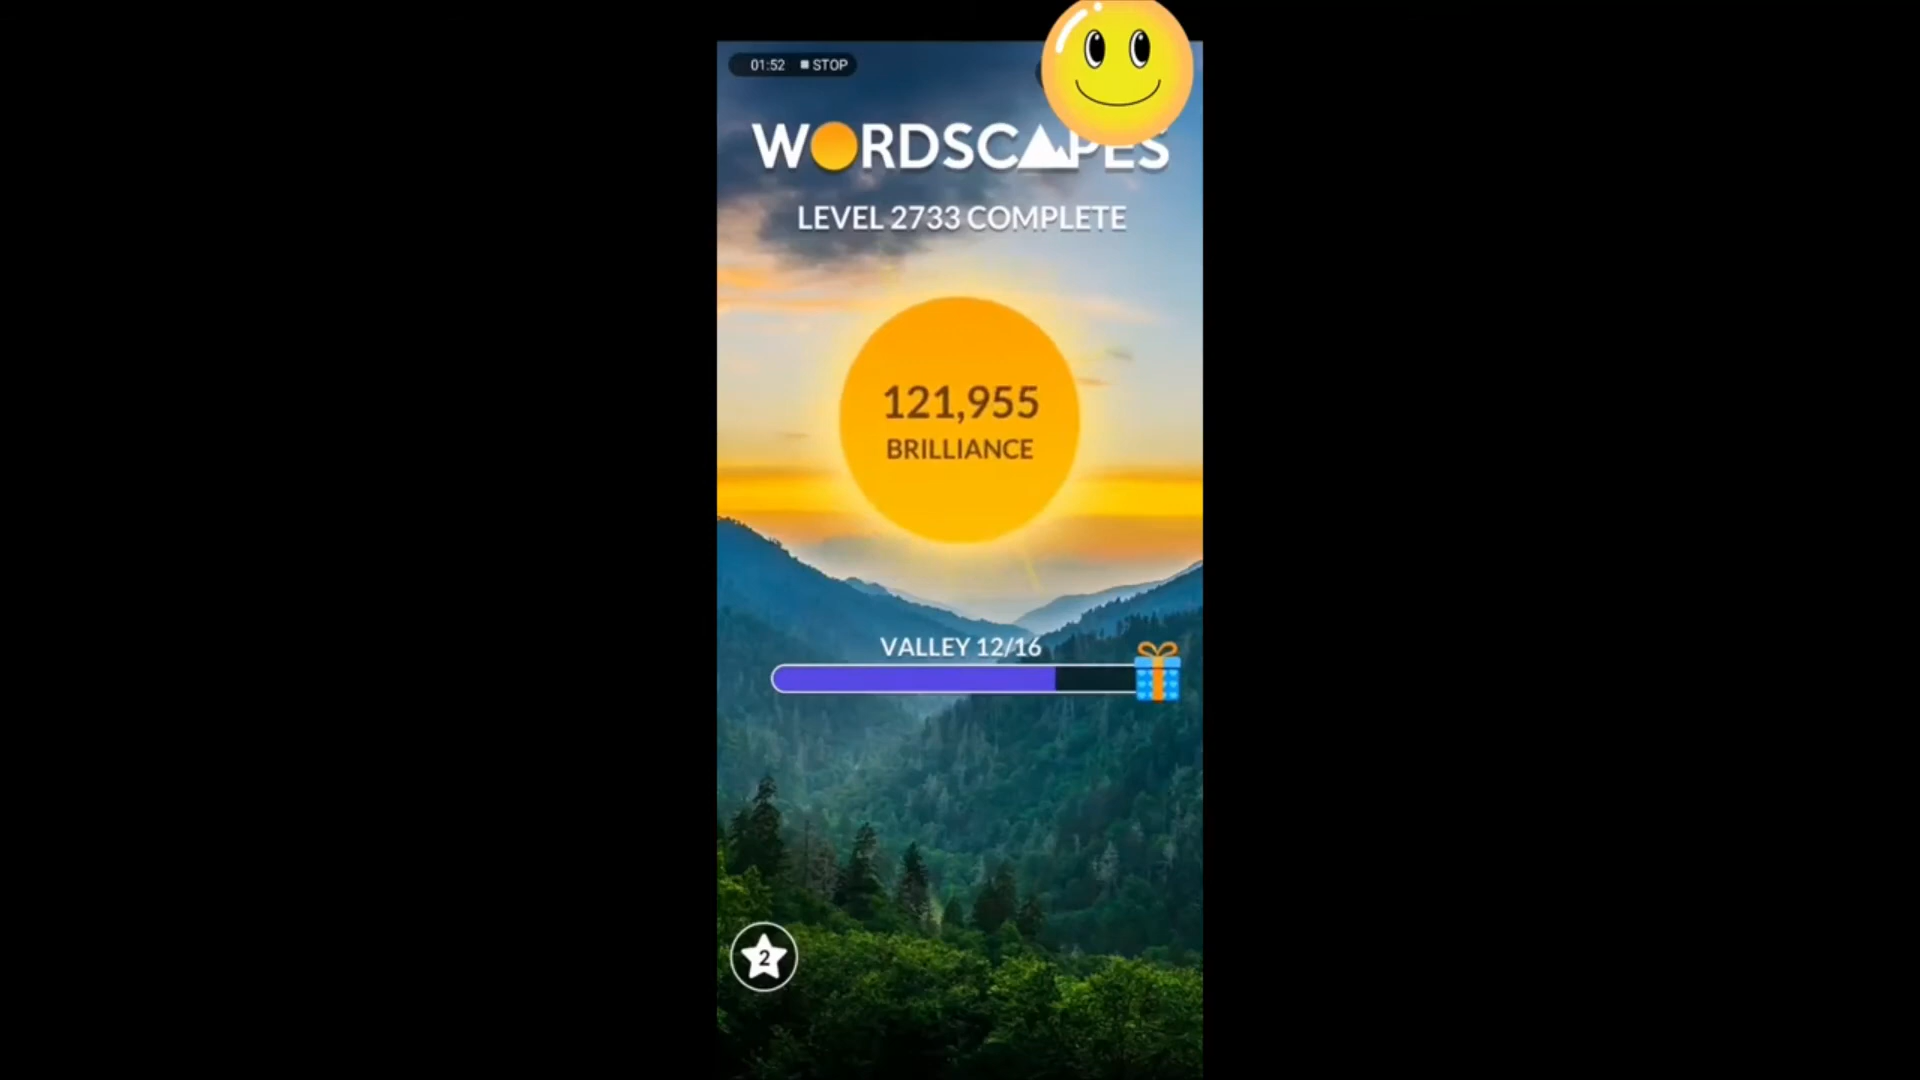 01:52 STOP
WORDSCAPES
LEVEL 2733 COMPLETE
121,955
BRILLIANCE
VALLEY 12/16
2